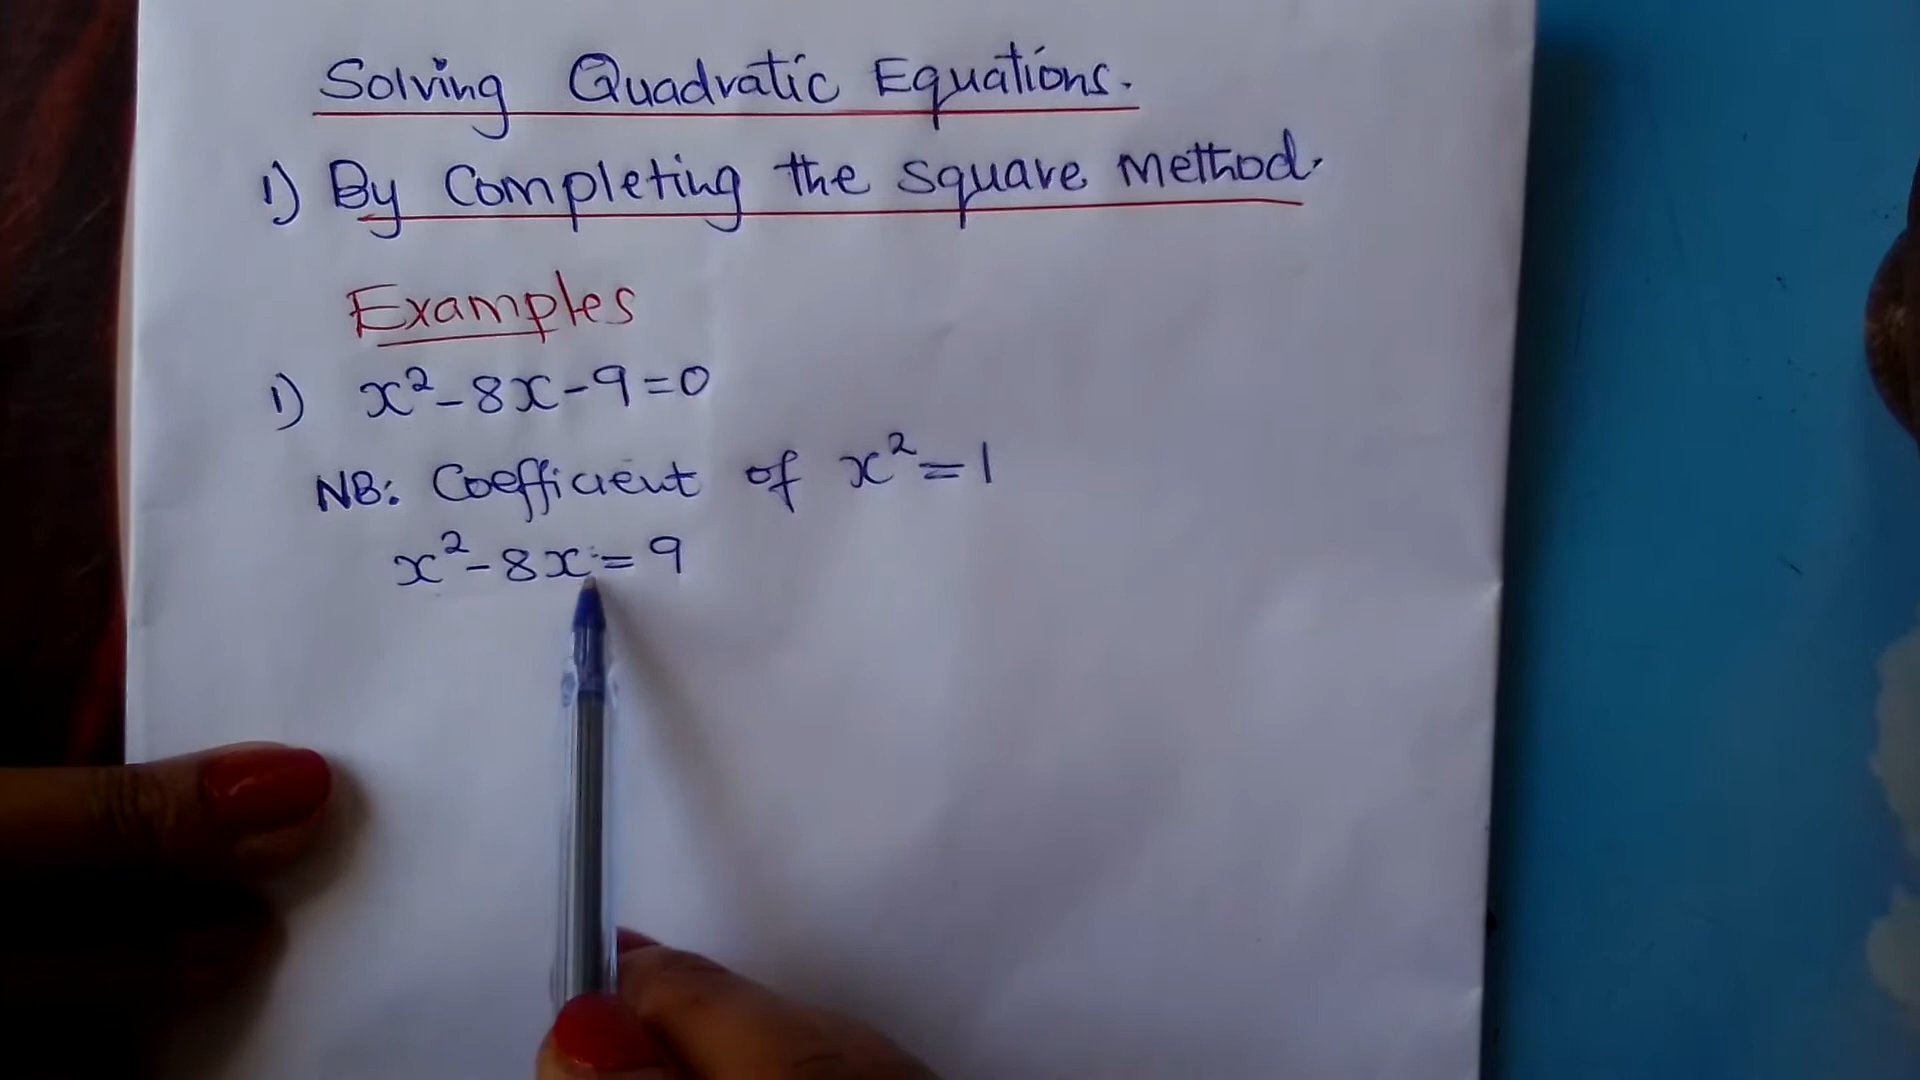 Solving Quadratic Equations.
1) By Completing the square Method.
Examples
1) x²-8x-9=0
NB: Coefficient of x²=1
x²-8x=9